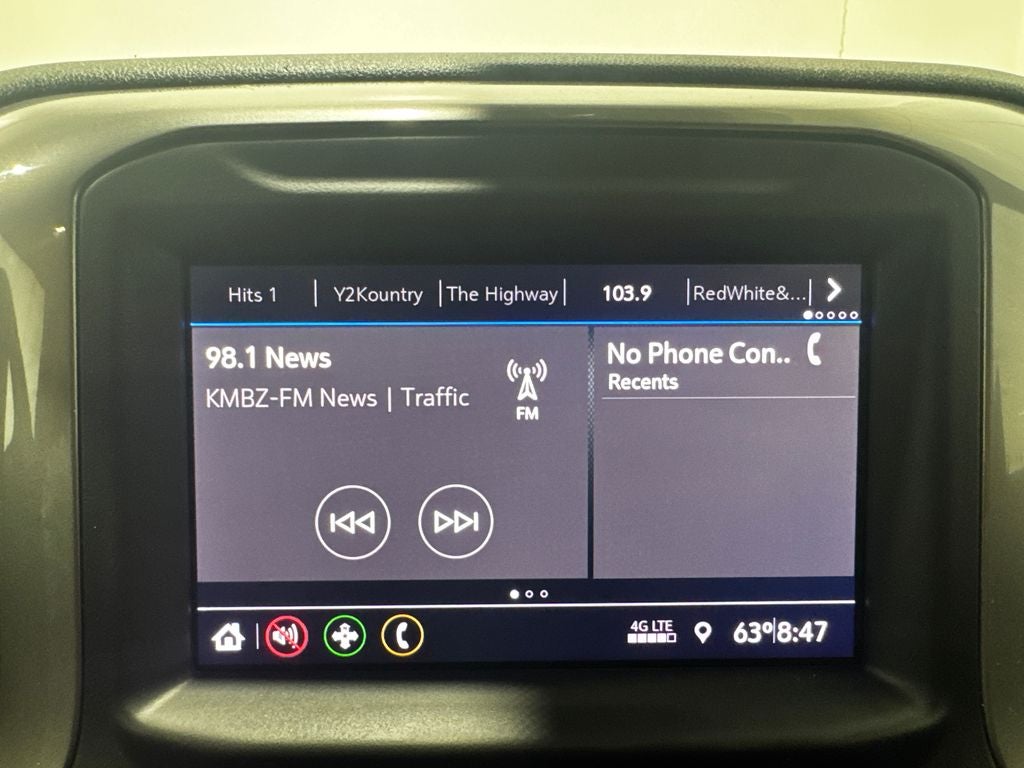 Hits 1 | Y2Kountry | The Highway | 103.9 | RedWhite&... |
98.1 News
KMBZ-FM News | Traffic
FM
No Phone Con..
Recents
4G LTE
63°|8:47